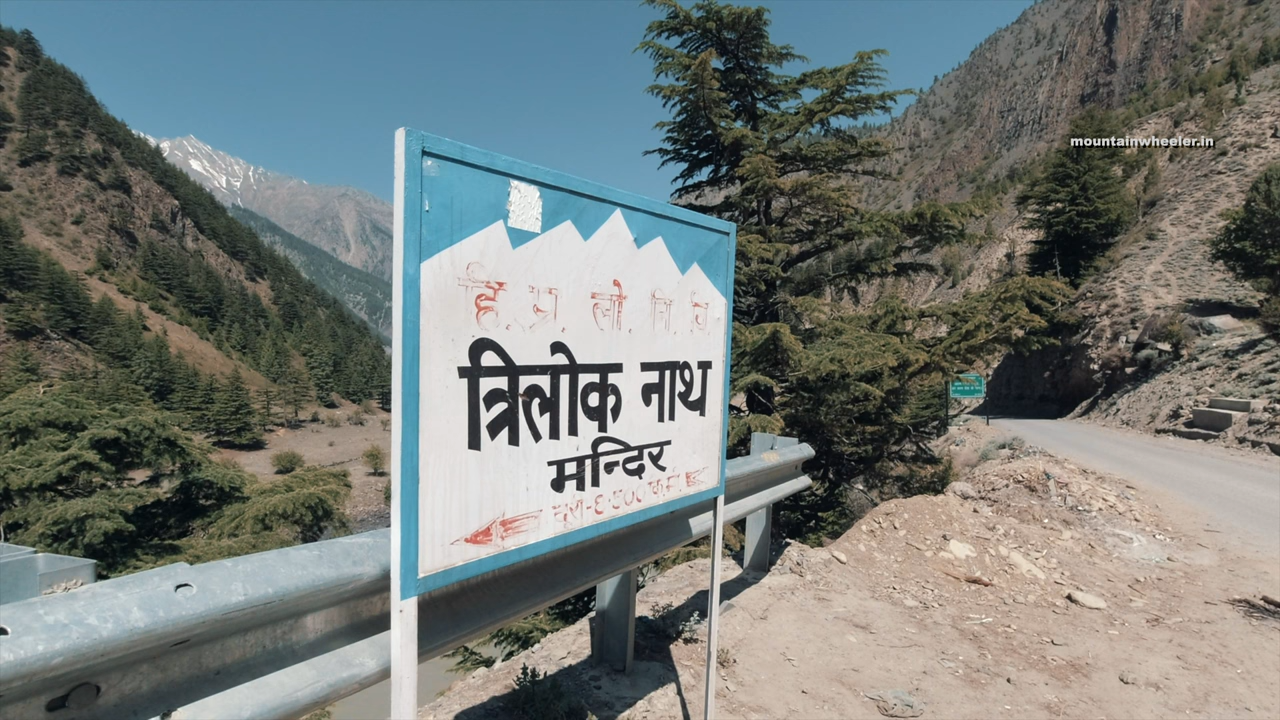 mountainwheeler.in
हि. प्र. लो. नि. वि
त्रिलोक नाथ
मन्दिर